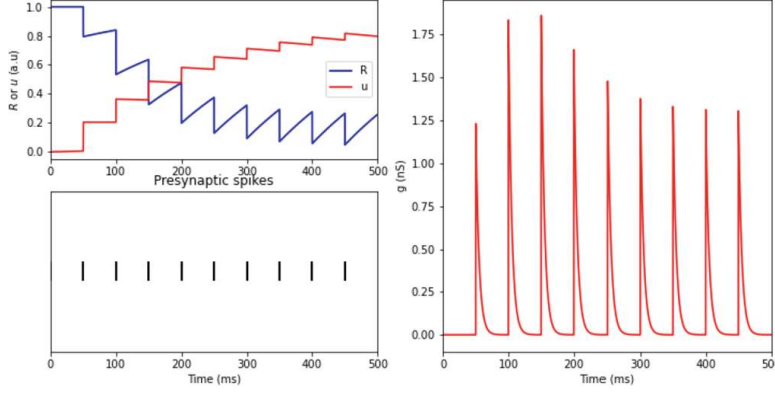 1.0
0.8
0.6
0.4
0.2
0.0
R or u (a.u)
R
u
0 100 200 300 400 500
Presynaptic spikes
0 100 200 300 400 500
Time (ms)
1.75
1.50
1.25
1.00
0.75
0.50
0.25
0.00
g (nS)
0 100 200 300 400 50
Time (ms)